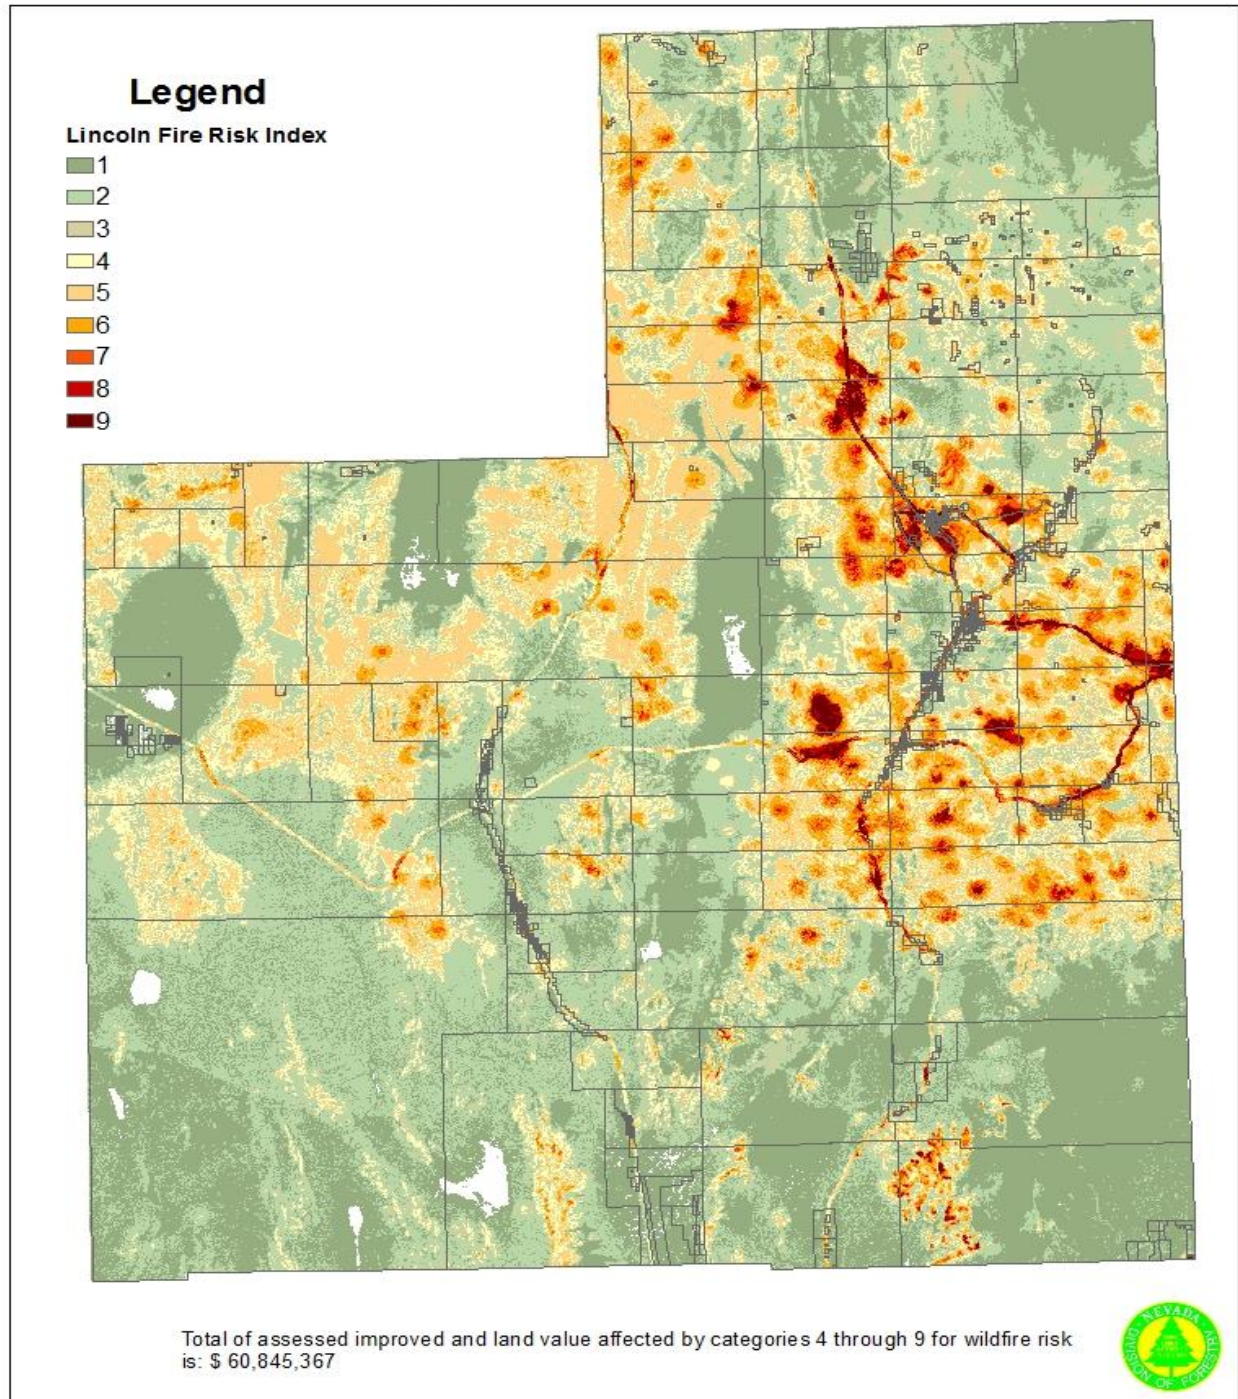 Legend
Lincoln Fire Risk Index
1
2
3
4
5
6
7
8
9
Total of assessed improved and land value affected by categories 4 through 9 for wildfire risk
is: $ 60,845,367
NEVADA
DIVISION OF FORESTRY